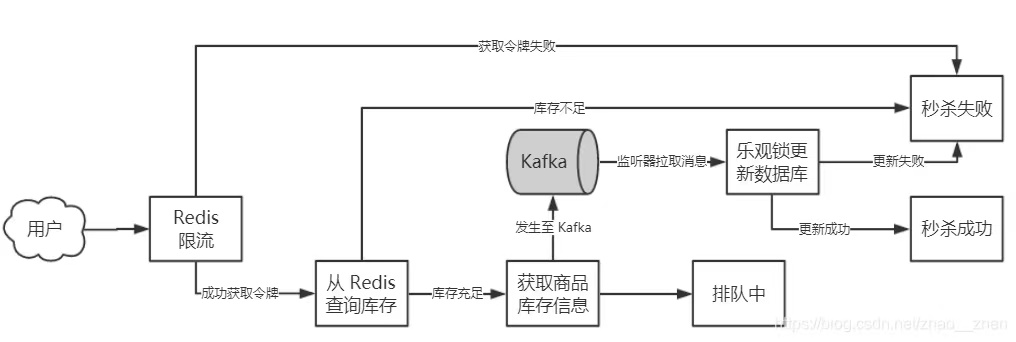 获取令牌失败
库存不足
秒杀失败
Kafka
监听器拉取消息
乐观锁更
新数据库
更新失败
用户
Redis
限流
发生至 Kafka
更新成功
秒杀成功
成功获取令牌
从 Redis
查询库存
库存充足
获取商品
库存信息
排队中
https://blog.csdn.net/zhao__zhen